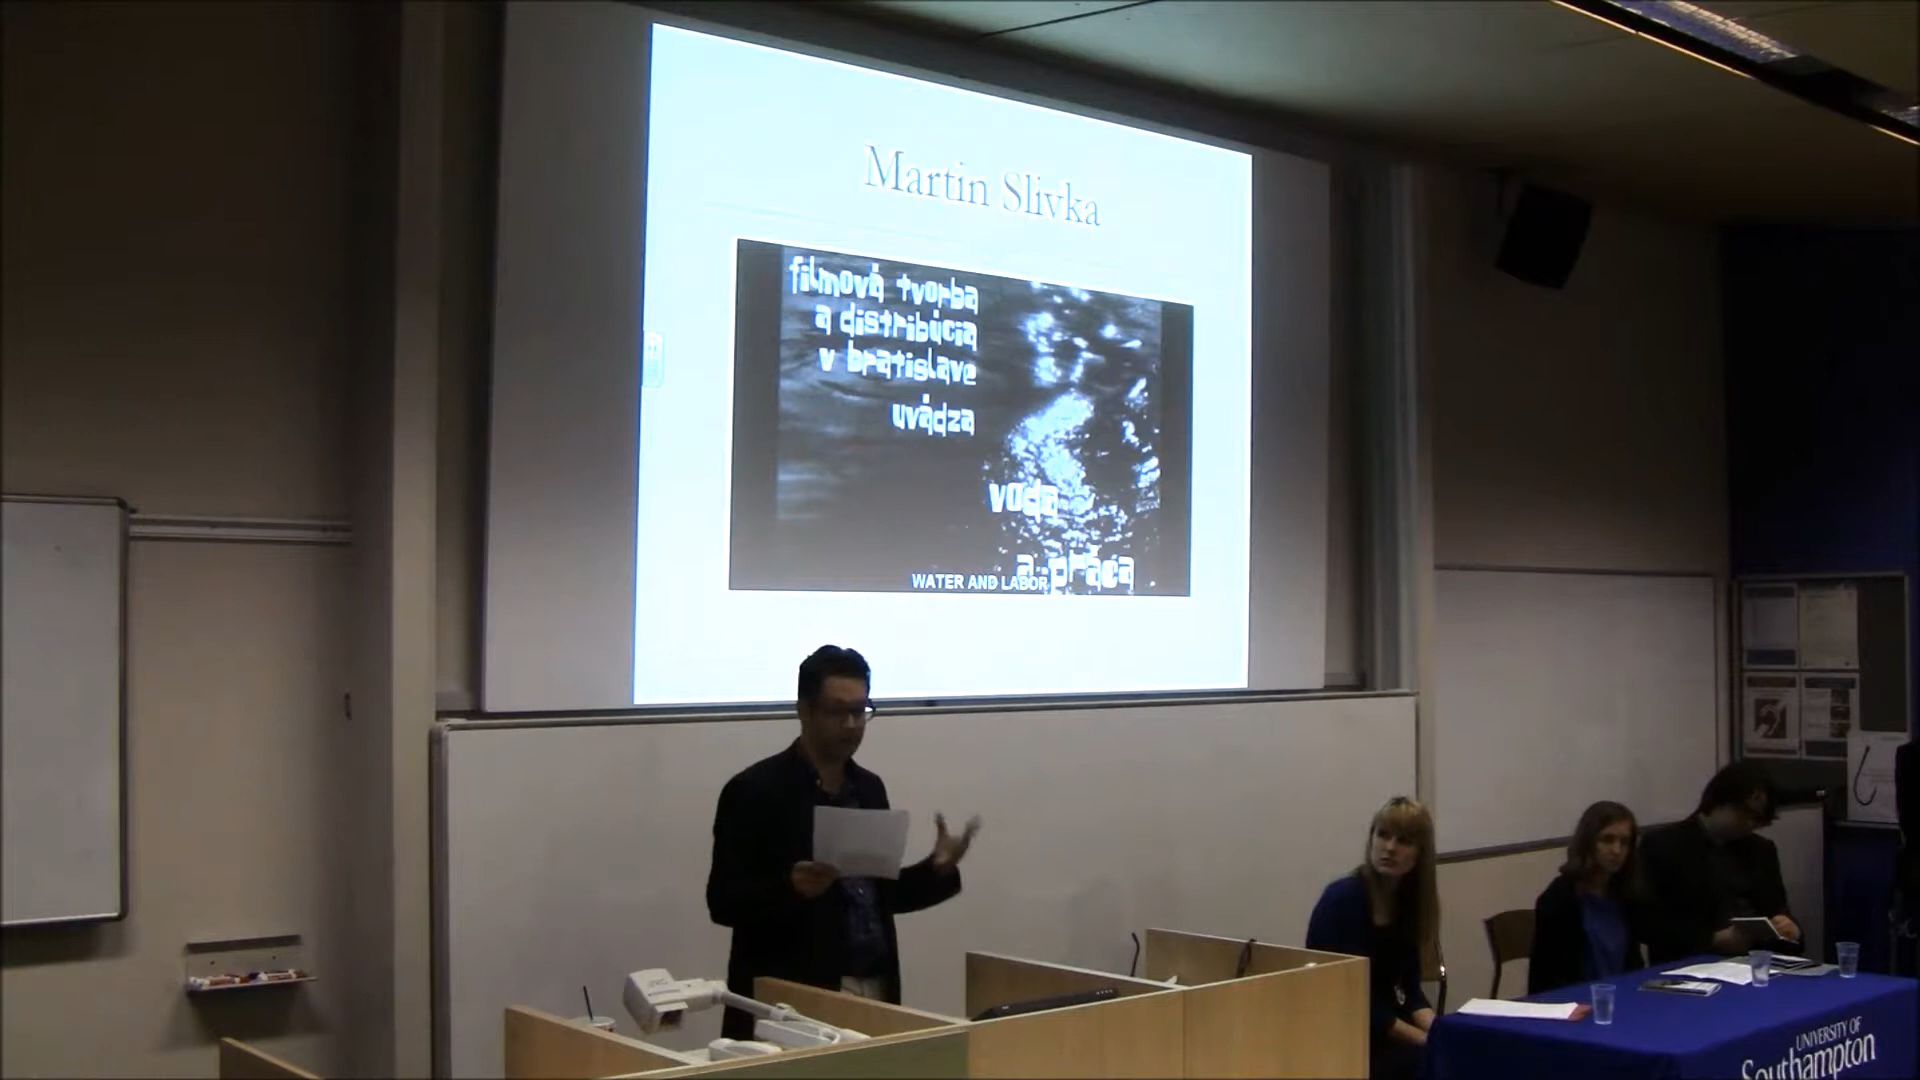 Martin Slivka
filmová tvorba
a distribúcia
v bratislave
uvádza
voda
a práca
WATER AND LABOR
UNIVERSITY OF
Southampton